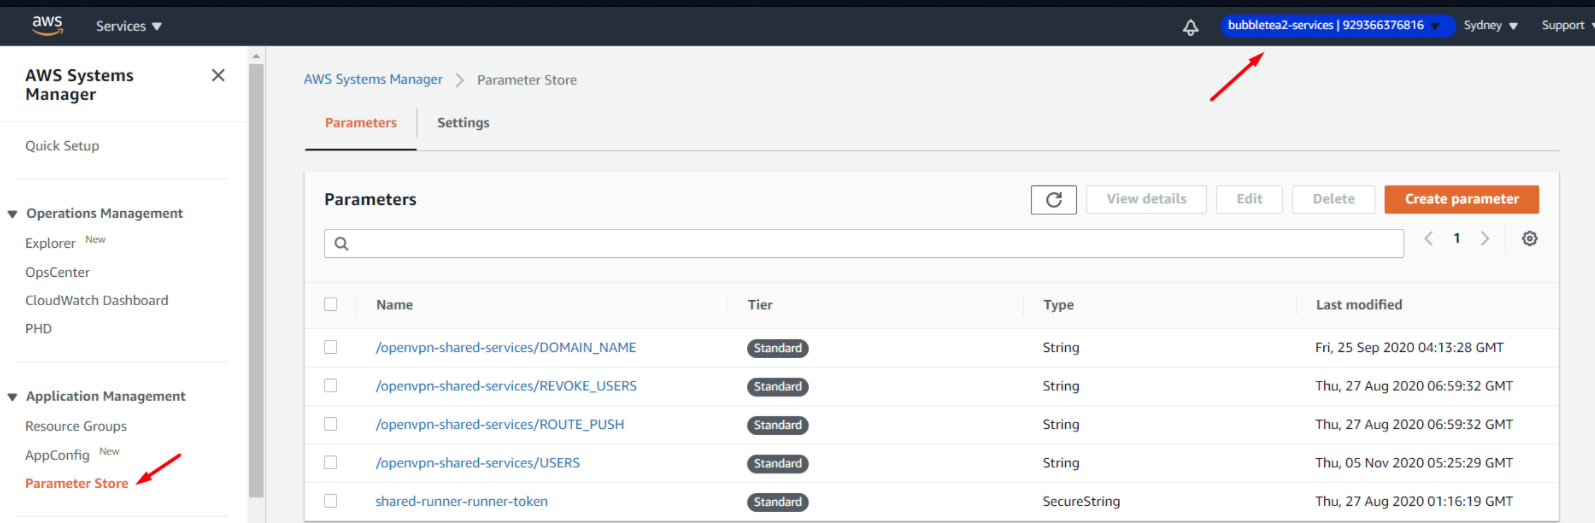 aws Services bubbletea2-services | 929366376816 Sydney Support
AWS Systems
Manager
AWS Systems Manager Parameter Store
Parameters Settings
Quick Setup
Operations Management
Explorer New
OpsCenter
CloudWatch Dashboard
PHD
Application Management
Resource Groups
AppConfig New
Parameter Store
Parameters View details Edit Delete Create parameter
1
Name Tier Type Last modified
/openvpn-shared-services/DOMAIN_NAME Standard String Fri, 25 Sep 2020 04:13:28 GMT
/openvpn-shared-services/REVOKE_USERS Standard String Thu, 27 Aug 2020 06:59:32 GMT
/openvpn-shared-services/ROUTE_PUSH Standard String Thu, 27 Aug 2020 06:59:32 GMT
/openvpn-shared-services/USERS Standard String Thu, 05 Nov 2020 05:25:29 GMT
shared-runner-runner-token Standard SecureString Thu, 27 Aug 2020 01:16:19 GMT